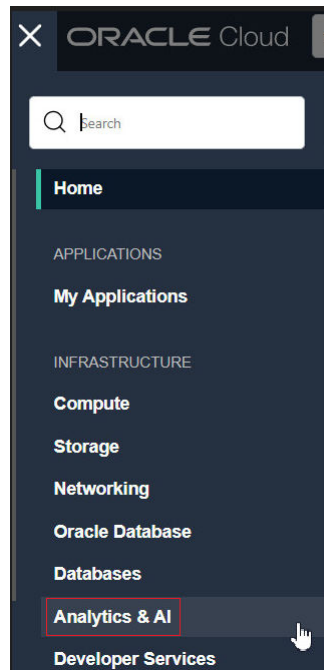 ORACLE Cloud
Search
Home
APPLICATIONS
My Applications
INFRASTRUCTURE
Compute
Storage
Networking
Oracle Database
Databases
Analytics & AI
Developer Services